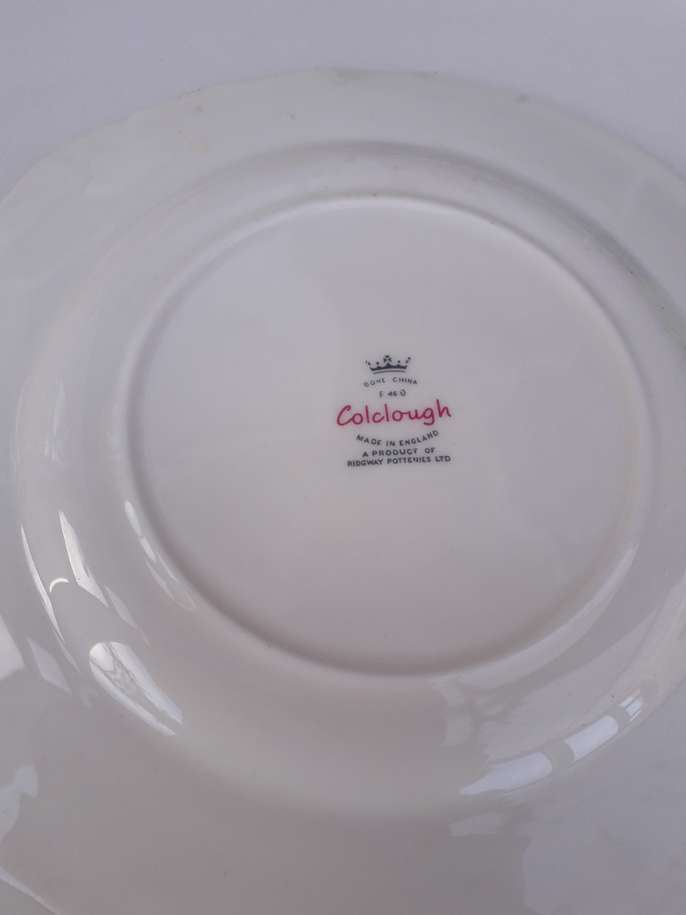 BONE CHINA
Colclough
MADE IN ENGLAND
A PRODUCT OF
RIDGWAY POTTERIES LTD